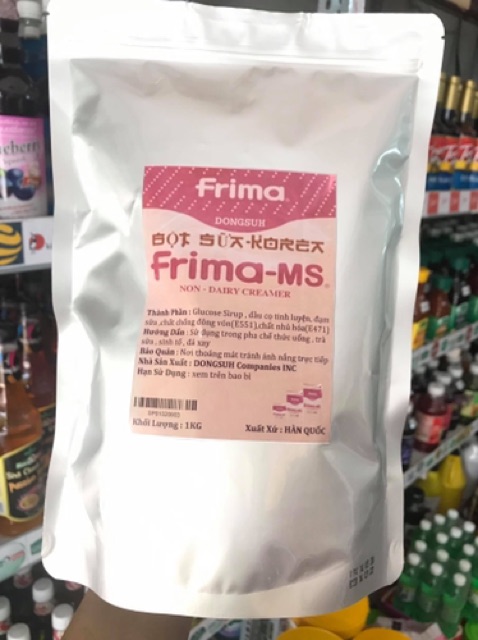 Frima
DONGSUH
BỘT SỮA-KOREA
Frima-MS
NON - DAIRY CREAMER
Thành Phần : Glucose Sirup , dầu cọ tinh luyện, đạm
sữa ,chất chống đông vón(E551),chất nhũ hóa(E471)
Hướng Dẫn : Sử dụng trong pha chế thức uống , trà
sữa , sinh tố , đá xay
Bảo Quản : Nơi thoáng mát tránh ánh nắng trực tiếp
Nhà Sản Xuất : DONGSUH Companies INC
Hạn Sử Dụng : xem trên bao bì
Khối Lượng : 1KG
Xuất Xứ : HÀN QUỐC